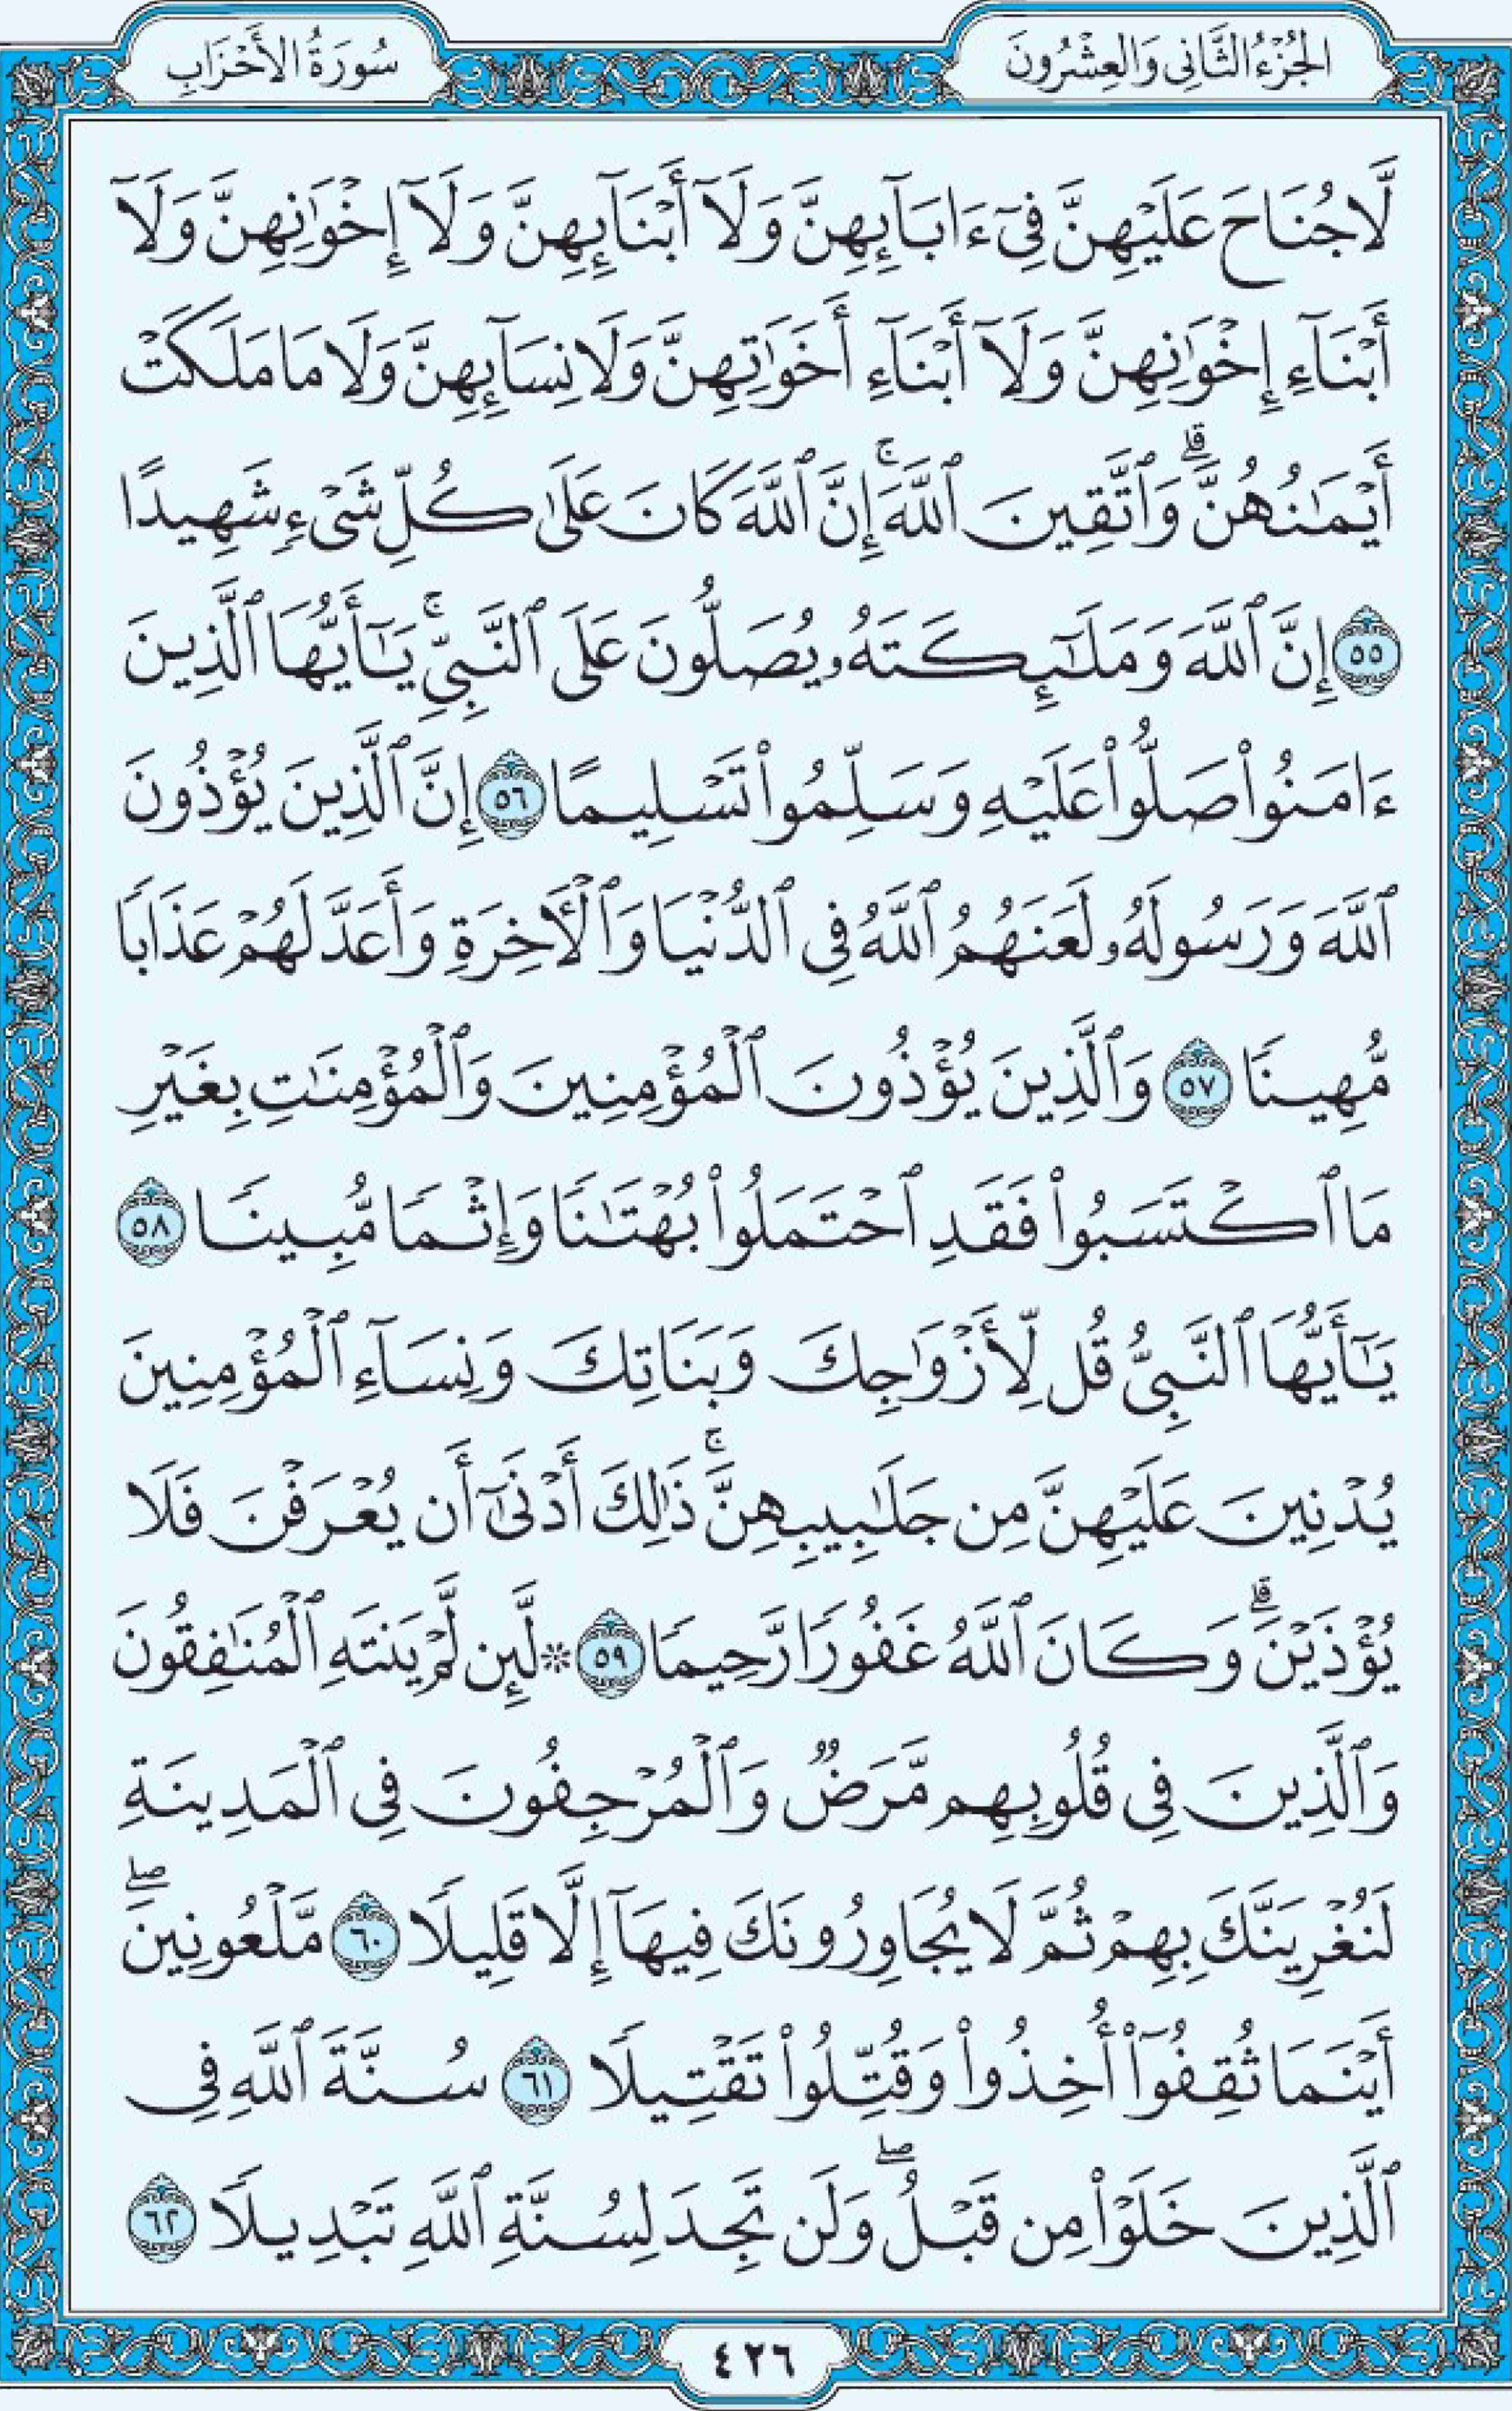 الجُزْءُ الثَّانِى وَالعِشْرُونَ
سُورَةُ الأَحْزَابِ
لَّا جُنَاحَ عَلَيْهِنَّ فِىٓ ءَابَآئِهِنَّ وَلَآ أَبْنَآئِهِنَّ وَلَآ إِخْوَٰنِهِنَّ وَلَآ
أَبْنَآءِ إِخْوَٰنِهِنَّ وَلَآ أَبْنَآءِ أَخَوَٰتِهِنَّ وَلَا نِسَآئِهِنَّ وَلَا مَا مَلَكَتْ
أَيْمَـٰنُهُنَّ ۗ وَٱتَّقِينَ ٱللَّهَ ۚ إِنَّ ٱللَّهَ كَانَ عَلَىٰ كُلِّ شَىْءٍ شَهِيدًا
٥٥ إِنَّ ٱللَّهَ وَمَلَـٰٓئِكَتَهُۥ يُصَلُّونَ عَلَى ٱلنَّبِىِّ ۚ يَـٰٓأَيُّهَا ٱلَّذِينَ
ءَامَنُوا۟ صَلُّوا۟ عَلَيْهِ وَسَلِّمُوا۟ تَسْلِيمًا ٥٦ إِنَّ ٱلَّذِينَ يُؤْذُونَ
ٱللَّهَ وَرَسُولَهُۥ لَعَنَهُمُ ٱللَّهُ فِى ٱلدُّنْيَا وَٱلْـَٔاخِرَةِ وَأَعَدَّ لَهُمْ عَذَابًا
مُّهِينًا ٥٧ وَٱلَّذِينَ يُؤْذُونَ ٱلْمُؤْمِنِينَ وَٱلْمُؤْمِنَـٰتِ بِغَيْرِ
مَا ٱكْتَسَبُوا۟ فَقَدِ ٱحْتَمَلُوا۟ بُهْتَـٰنًا وَإِثْمًا مُّبِينًا ٥٨
يَـٰٓأَيُّهَا ٱلنَّبِىُّ قُل لِّأَزْوَٰجِكَ وَبَنَاتِكَ وَنِسَآءِ ٱلْمُؤْمِنِينَ
يُدْنِينَ عَلَيْهِنَّ مِن جَلَـٰبِيبِهِنَّ ۚ ذَٰلِكَ أَدْنَىٰٓ أَن يُعْرَفْنَ فَلَا
يُؤْذَيْنَ ۗ وَكَانَ ٱللَّهُ غَفُورًا رَّحِيمًا ٥٩ ۞ لَّئِن لَّمْ يَنتَهِ ٱلْمُنَـٰفِقُونَ
وَٱلَّذِينَ فِى قُلُوبِهِم مَّرَضٌ وَٱلْمُرْجِفُونَ فِى ٱلْمَدِينَةِ
لَنُغْرِيَنَّكَ بِهِمْ ثُمَّ لَا يُجَاوِرُونَكَ فِيهَآ إِلَّا قَلِيلًا ٦٠ مَّلْعُونِينَ ۖ
أَيْنَمَا ثُقِفُوٓا۟ أُخِذُوا۟ وَقُتِّلُوا۟ تَقْتِيلًا ٦١ سُنَّةَ ٱللَّهِ فِى
ٱلَّذِينَ خَلَوْا۟ مِن قَبْلُ ۖ وَلَن تَجِدَ لِسُنَّةِ ٱللَّهِ تَبْدِيلًا ٦٢
٤٢٦